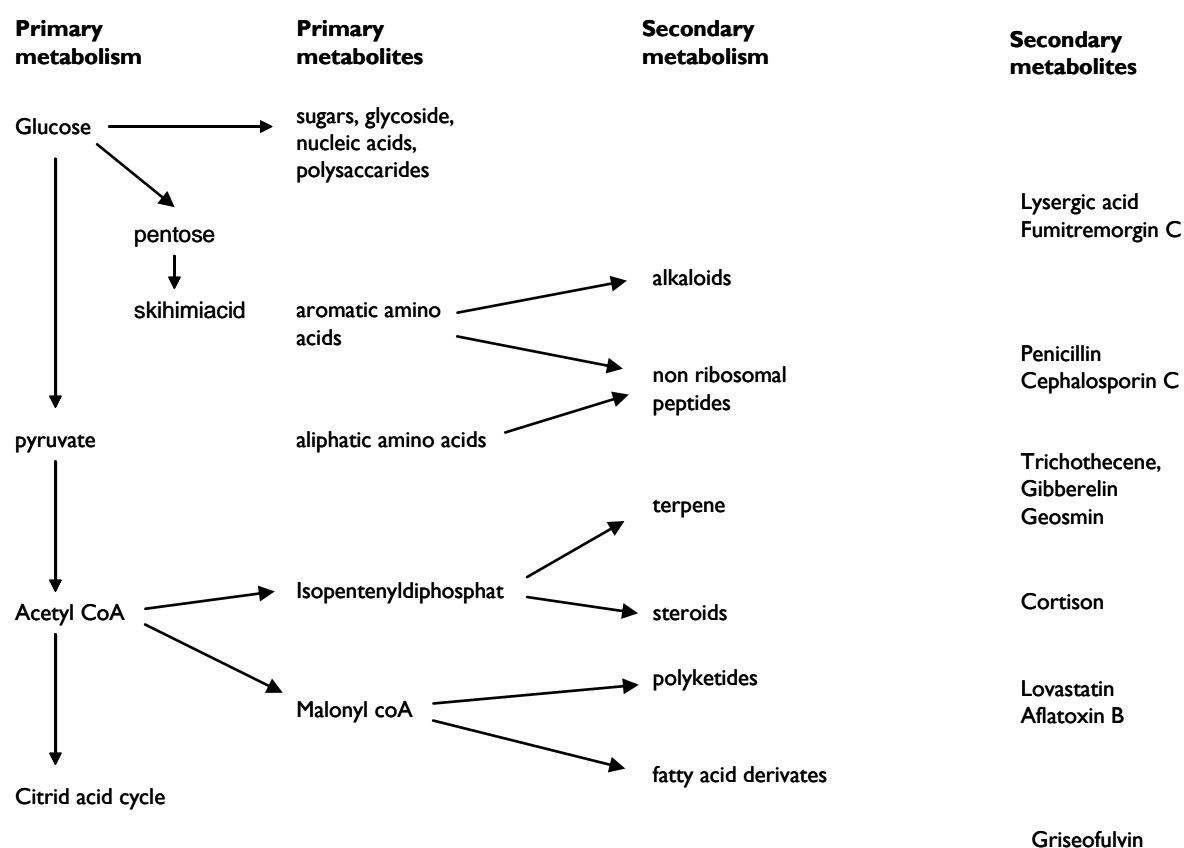 Primary
metabolism
Primary
metabolites
Secondary
metabolism
Secondary
metabolites
Glucose
sugars, glycoside,
nucleic acids,
polysaccarides
Lysergic acid
Fumitremorgin C
pentose
alkaloids
skihimiacid
aromatic amino
acids
Penicillin
Cephalosporin C
non ribosomal
peptides
pyruvate
aliphatic amino acids
Trichothecene,
Gibberelin
Geosmin
terpene
Isopentenyldiphosphat
Acetyl CoA
steroids
Cortison
polyketides
Malonyl coA
Lovastatin
Aflatoxin B
fatty acid derivates
Citrid acid cycle
Griseofulvin